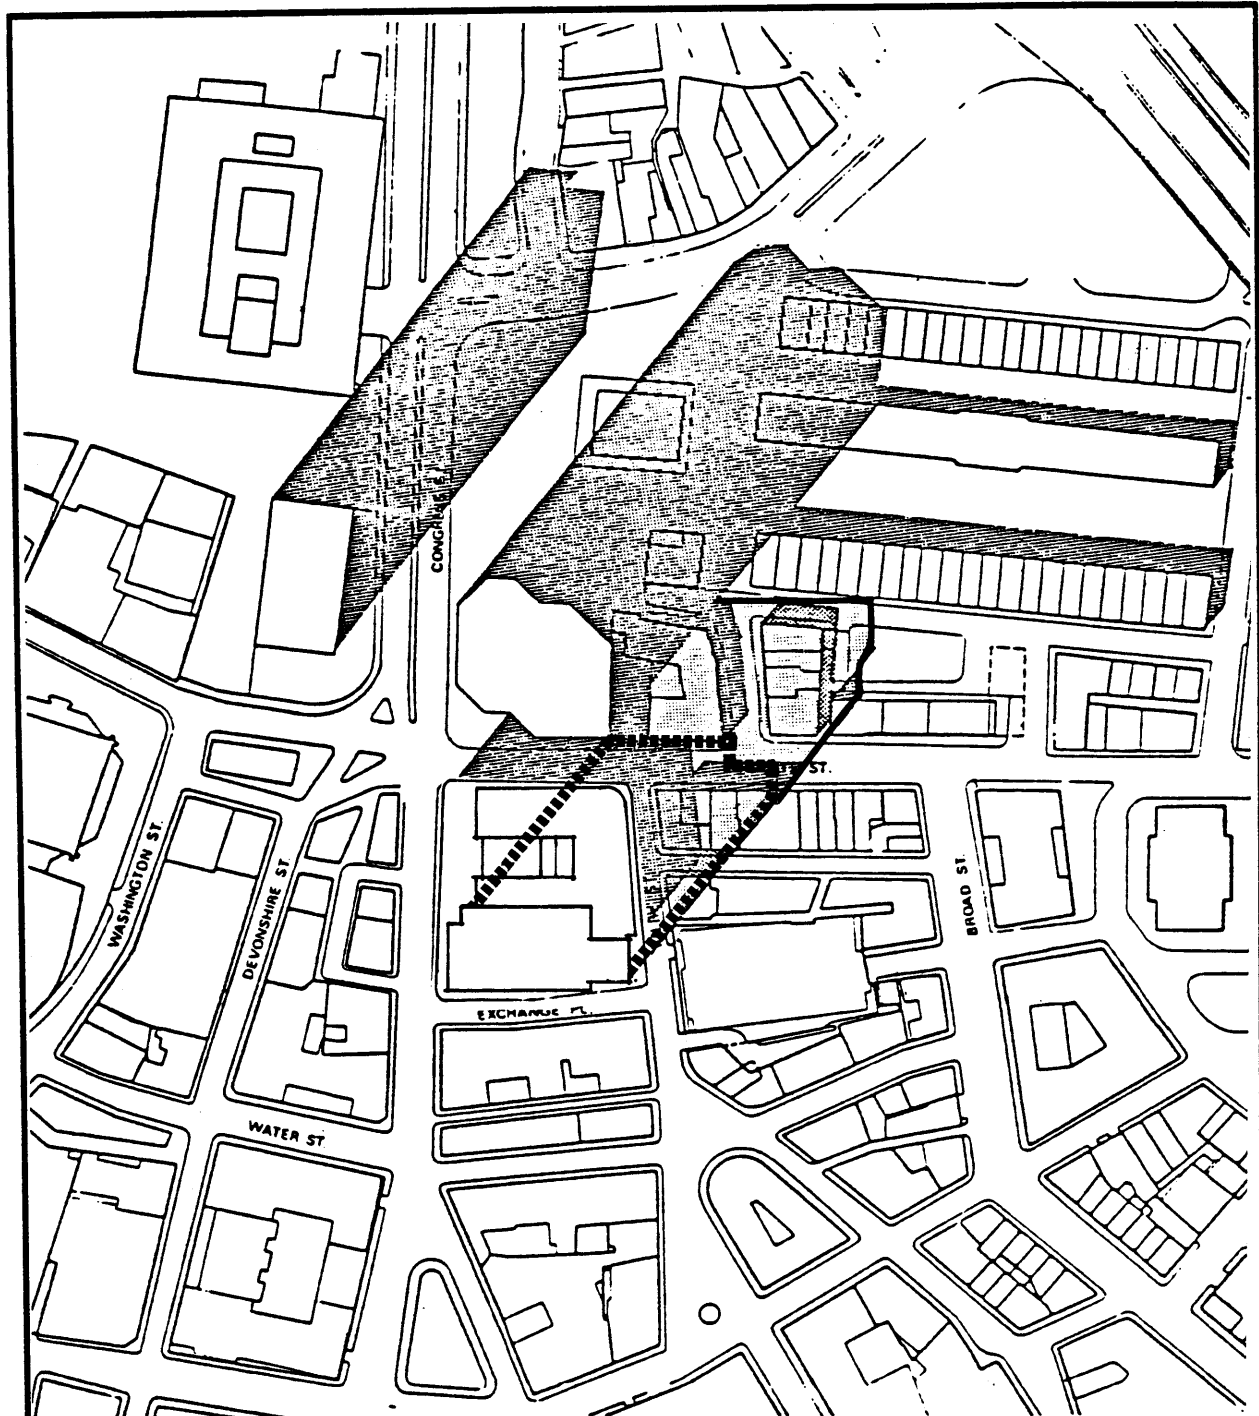 CONGRESS ST.
ST.
WASHINGTON ST.
DEVONSHIRE ST.
BROAD ST.
EXCHANGE PL.
WATER ST.